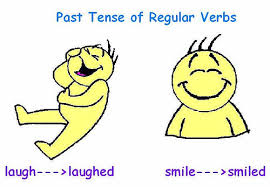 Past Tense of Regular Verbs
laugh--->laughed smile--->smiled